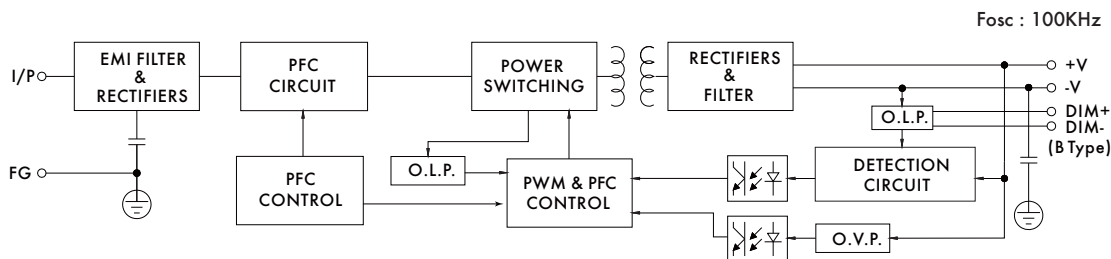 Fosc : 100KHz
I/P
EMI FILTER
&
RECTIFIERS
PFC
CIRCUIT
POWER
SWITCHING
RECTIFIERS
&
FILTER
+V
-V
DIM+
DIM-
(B Type)
O.L.P.
FG
PFC
CONTROL
O.L.P.
PWM & PFC
CONTROL
DETECTION
CIRCUIT
O.V.P.